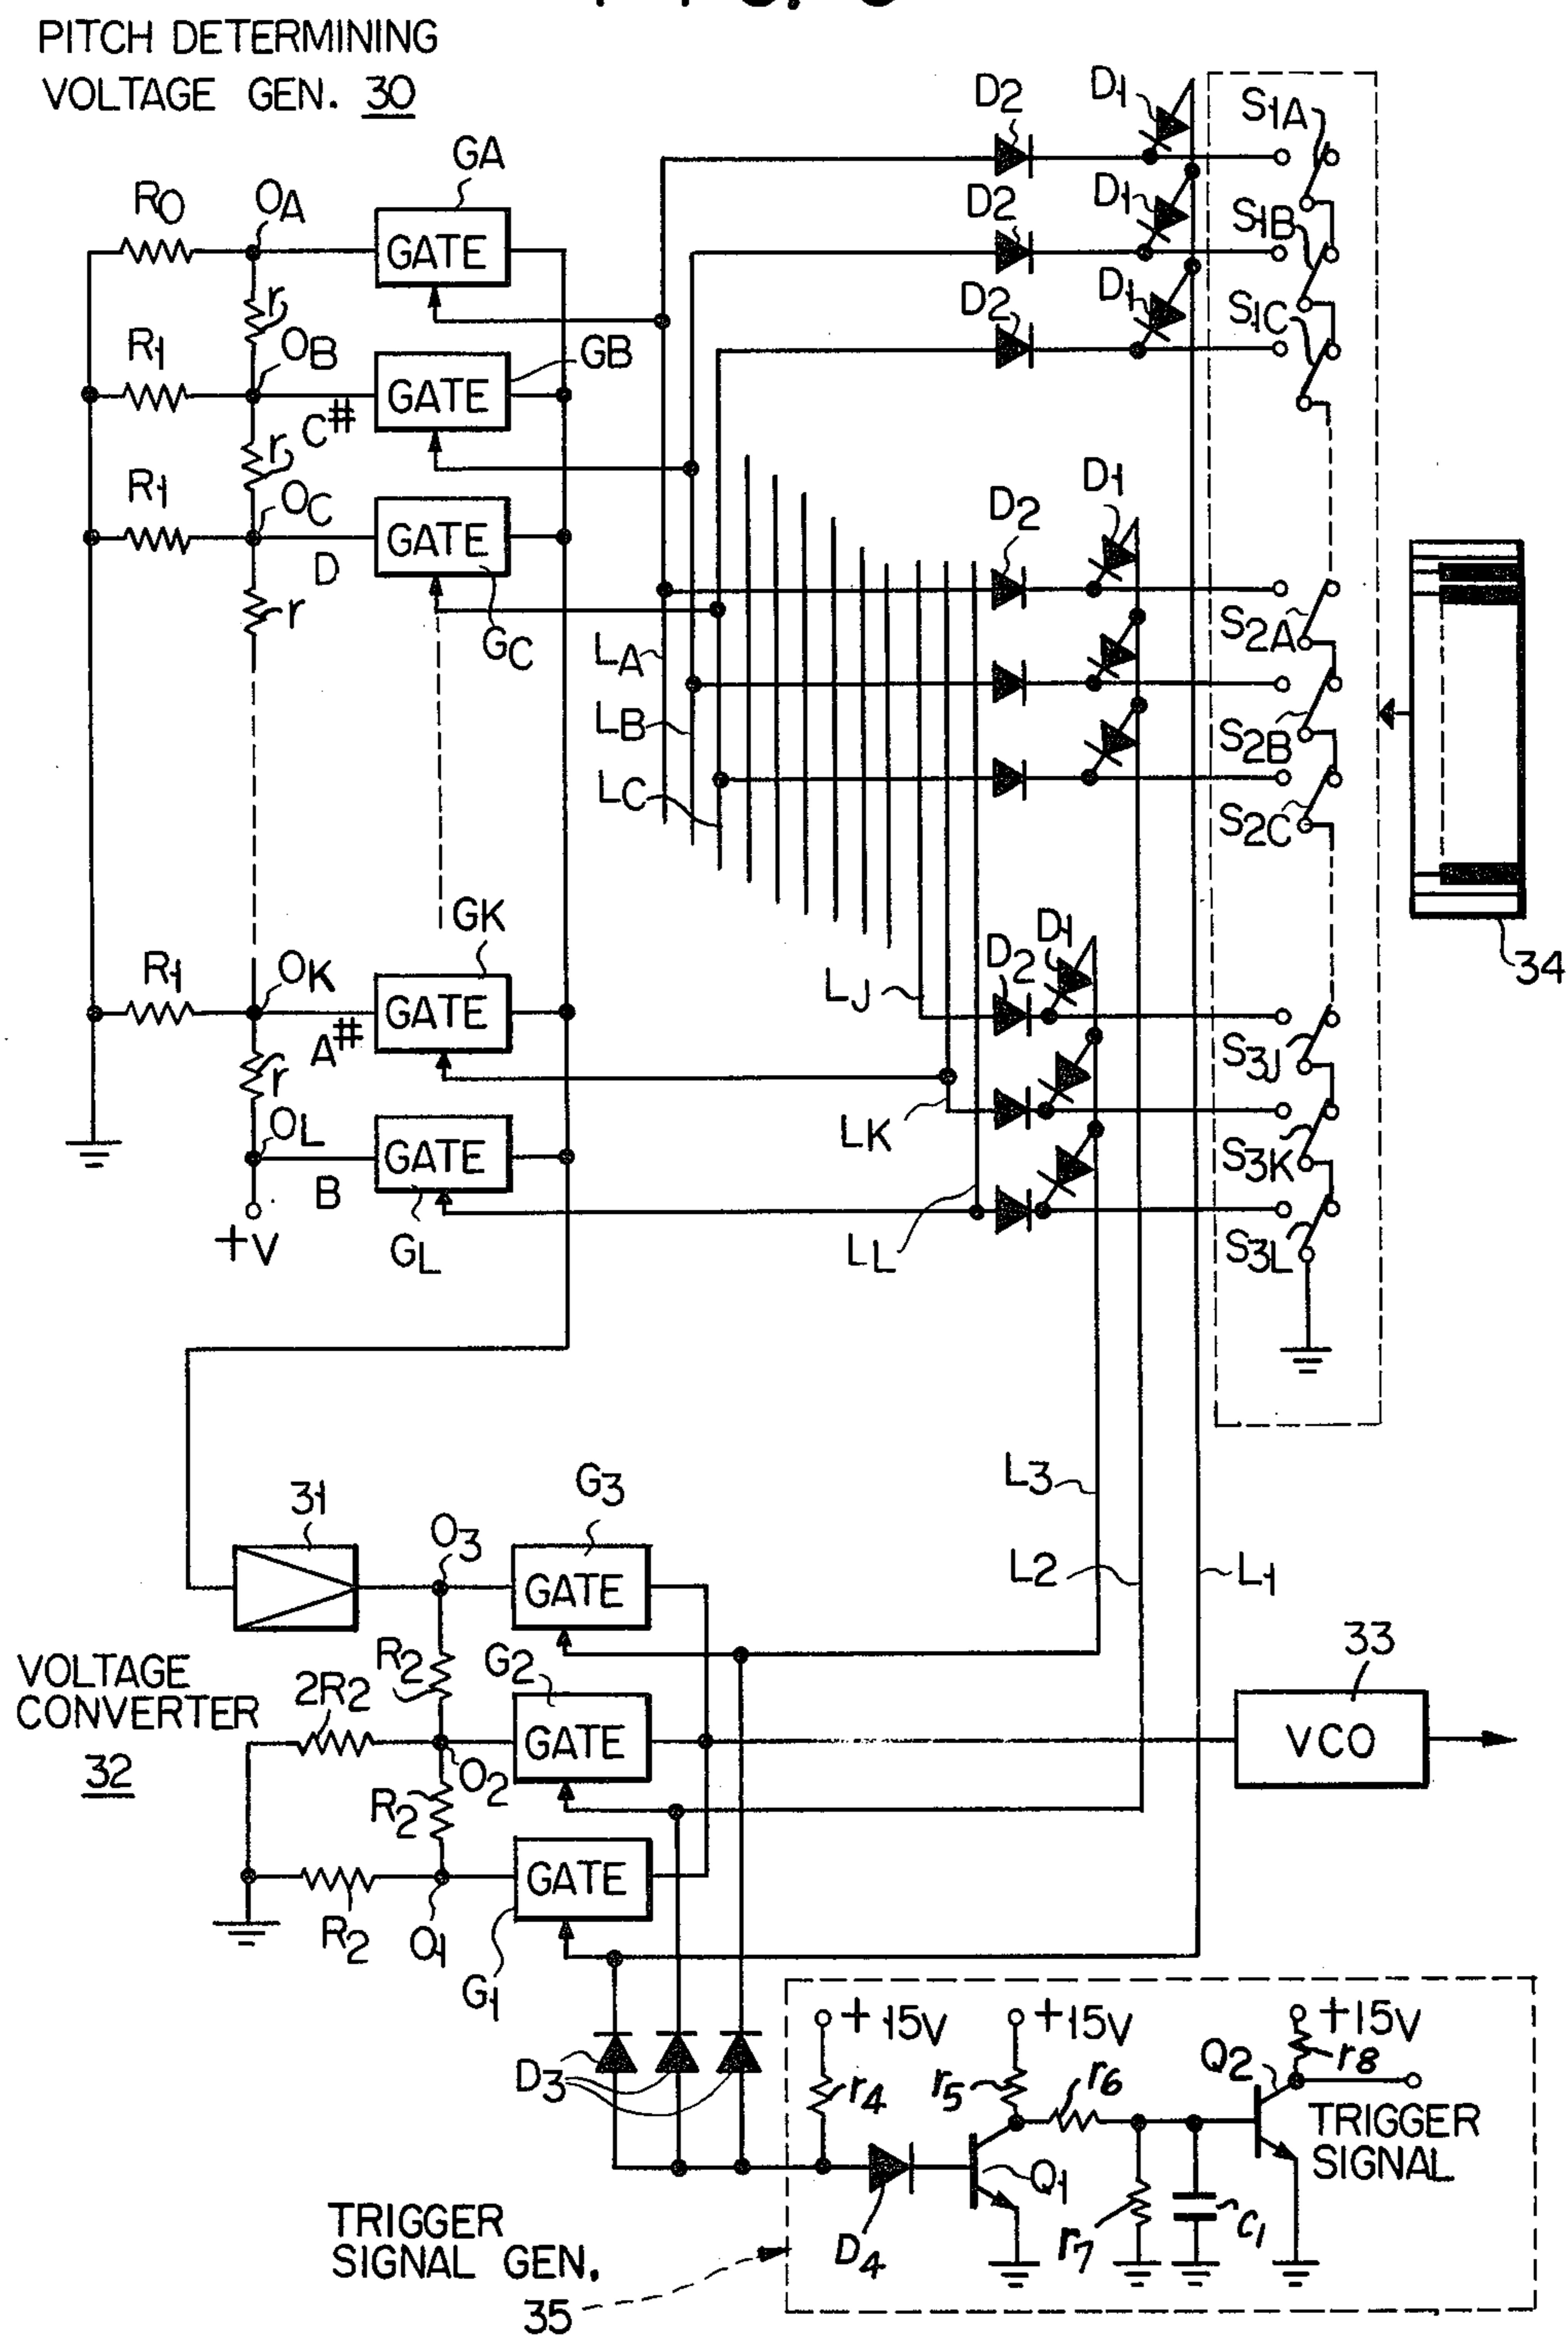 PITCH DETERMINING
VOLTAGE GEN. 30
D2
D1
S1A
GA
R0
OA
GATE
D2
D1
S1B
r
D2
D1
S1C
R1
OB
GATE
GB
C#
r
R1
OC
GATE
D2
D1
D
GC
r
LA
S2A
LB
S2B
LC
S2C
GK
D2
D1
R1
OK
GATE
LJ
34
A#
S3J
r
LK
OL
GATE
S3K
B
+V
GL
LL
S3L
31
G3
L3
O3
GATE
L2
L1
VOLTAGE
CONVERTER
32
R2
G2
33
2R2
GATE
VCO
O2
R2
GATE
R2
O1
G1
+15V
+15V
+15V
Q2
r8
D3
r4
r5
r6
TRIGGER
SIGNAL
Q1
TRIGGER
SIGNAL GEN.
35
D4
r7
C1